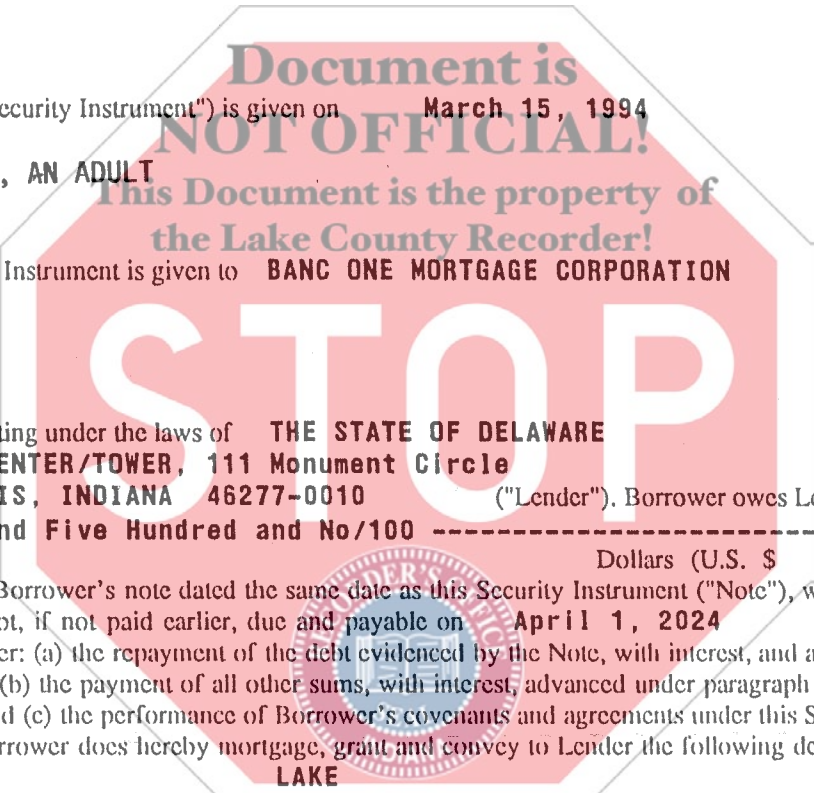 Document is
ecurity Instrument") is given on March 15, 1994
NOT OFFICIAL!
, AN ADULT
This Document is the property of
the Lake County Recorder!
Instrument is given to BANC ONE MORTGAGE CORPORATION
STOP
ting under the laws of THE STATE OF DELAWARE
ENTER/TOWER, 111 Monument Circle
IS, INDIANA 46277-0010 ("Lender"). Borrower owes Le
nd Five Hundred and No/100 ------------------------
Dollars (U.S. $
Borrower's note dated the same date as this Security Instrument ("Note"), w
bt, if not paid earlier, due and payable on April 1, 2024
er: (a) the repayment of the debt evidenced by the Note, with interest, and a
(b) the payment of all other sums, with interest, advanced under paragraph
d (c) the performance of Borrower's covenants and agreements under this S
rrower does hereby mortgage, grant and convey to Lender the following de
LAKE